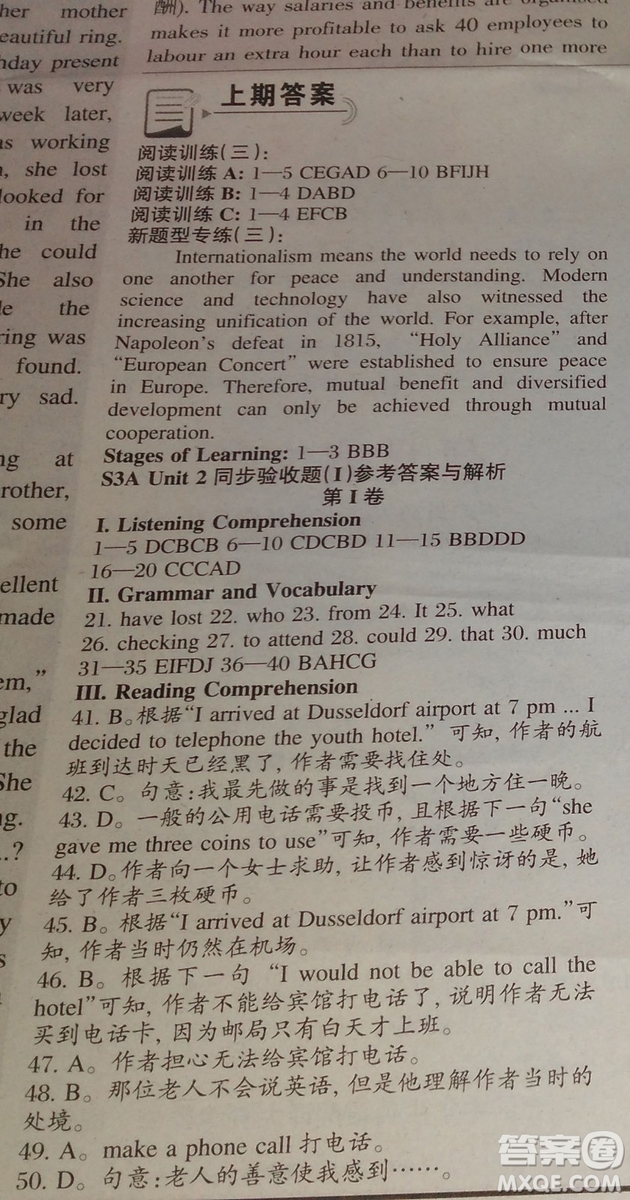 her mother
eautiful ring.
hday present
was very
week later,
as working
, she lost
looked for
in the
he could
She also
the
ring was
found.
ry sad.
ng at
rother,
some
ellent
made
em,”
glad
the
She
ng.
..?
to
y
s
酬). The way salaries and benefits are organised
makes it more profitable to ask 40 employees to
labour an extra hour each than to hire one more
上期答案
阅读训练(三):
阅读训练 A: 1—5 CEGAD 6—10 BFIJH
阅读训练 B: 1—4 DABD
阅读训练 C: 1—4 EFCB
新题型专练(三):
Internationalism means the world needs to rely on
one another for peace and understanding. Modern
science and technology have also witnessed the
increasing unification of the world. For example, after
Napoleon’s defeat in 1815, “Holy Alliance” and
“European Concert” were established to ensure peace
in Europe. Therefore, mutual benefit and diversified
development can only be achieved through mutual
cooperation.
Stages of Learning: 1—3 BBB
S3A Unit 2 同步验收题(I)参考答案与解析
第 I 卷
I. Listening Comprehension
1—5 DCBCB 6—10 CDCBD 11—15 BBDDD
16—20 CCCAD
II. Grammar and Vocabulary
21. have lost 22. who 23. from 24. It 25. what
26. checking 27. to attend 28. could 29. that 30. much
31—35 EIFDJ 36—40 BAHCG
III. Reading Comprehension
41. B。根据“I arrived at Dusseldorf airport at 7 pm ... I
decided to telephone the youth hotel.” 可知, 作者的航
班到达时天已经黑了, 作者需要找住处。
42. C。句意:我最先做的事是找到一个地方住一晚。
43. D。一般的公用电话需要投币, 且根据下一句“she
gave me three coins to use”可知, 作者需要一些硬币。
44. D。作者向一个女士求助, 让作者感到惊讶的是, 她
给了作者三枚硬币。
45. B。根据“I arrived at Dusseldorf airport at 7 pm.”可
知, 作者当时仍然在机场。
46. B。根据下一句 “I would not be able to call the
hotel”可知, 作者不能给宾馆打电话了, 说明作者无法
买到电话卡, 因为邮局只有白天才上班。
47. A。作者担心无法给宾馆打电话。
48. B。那位老人不会说英语, 但是他理解作者当时的
处境。
49. A。make a phone call 打电话。
50. D。句意:老人的善意使我感到……。
答案圈
MXQE.COM